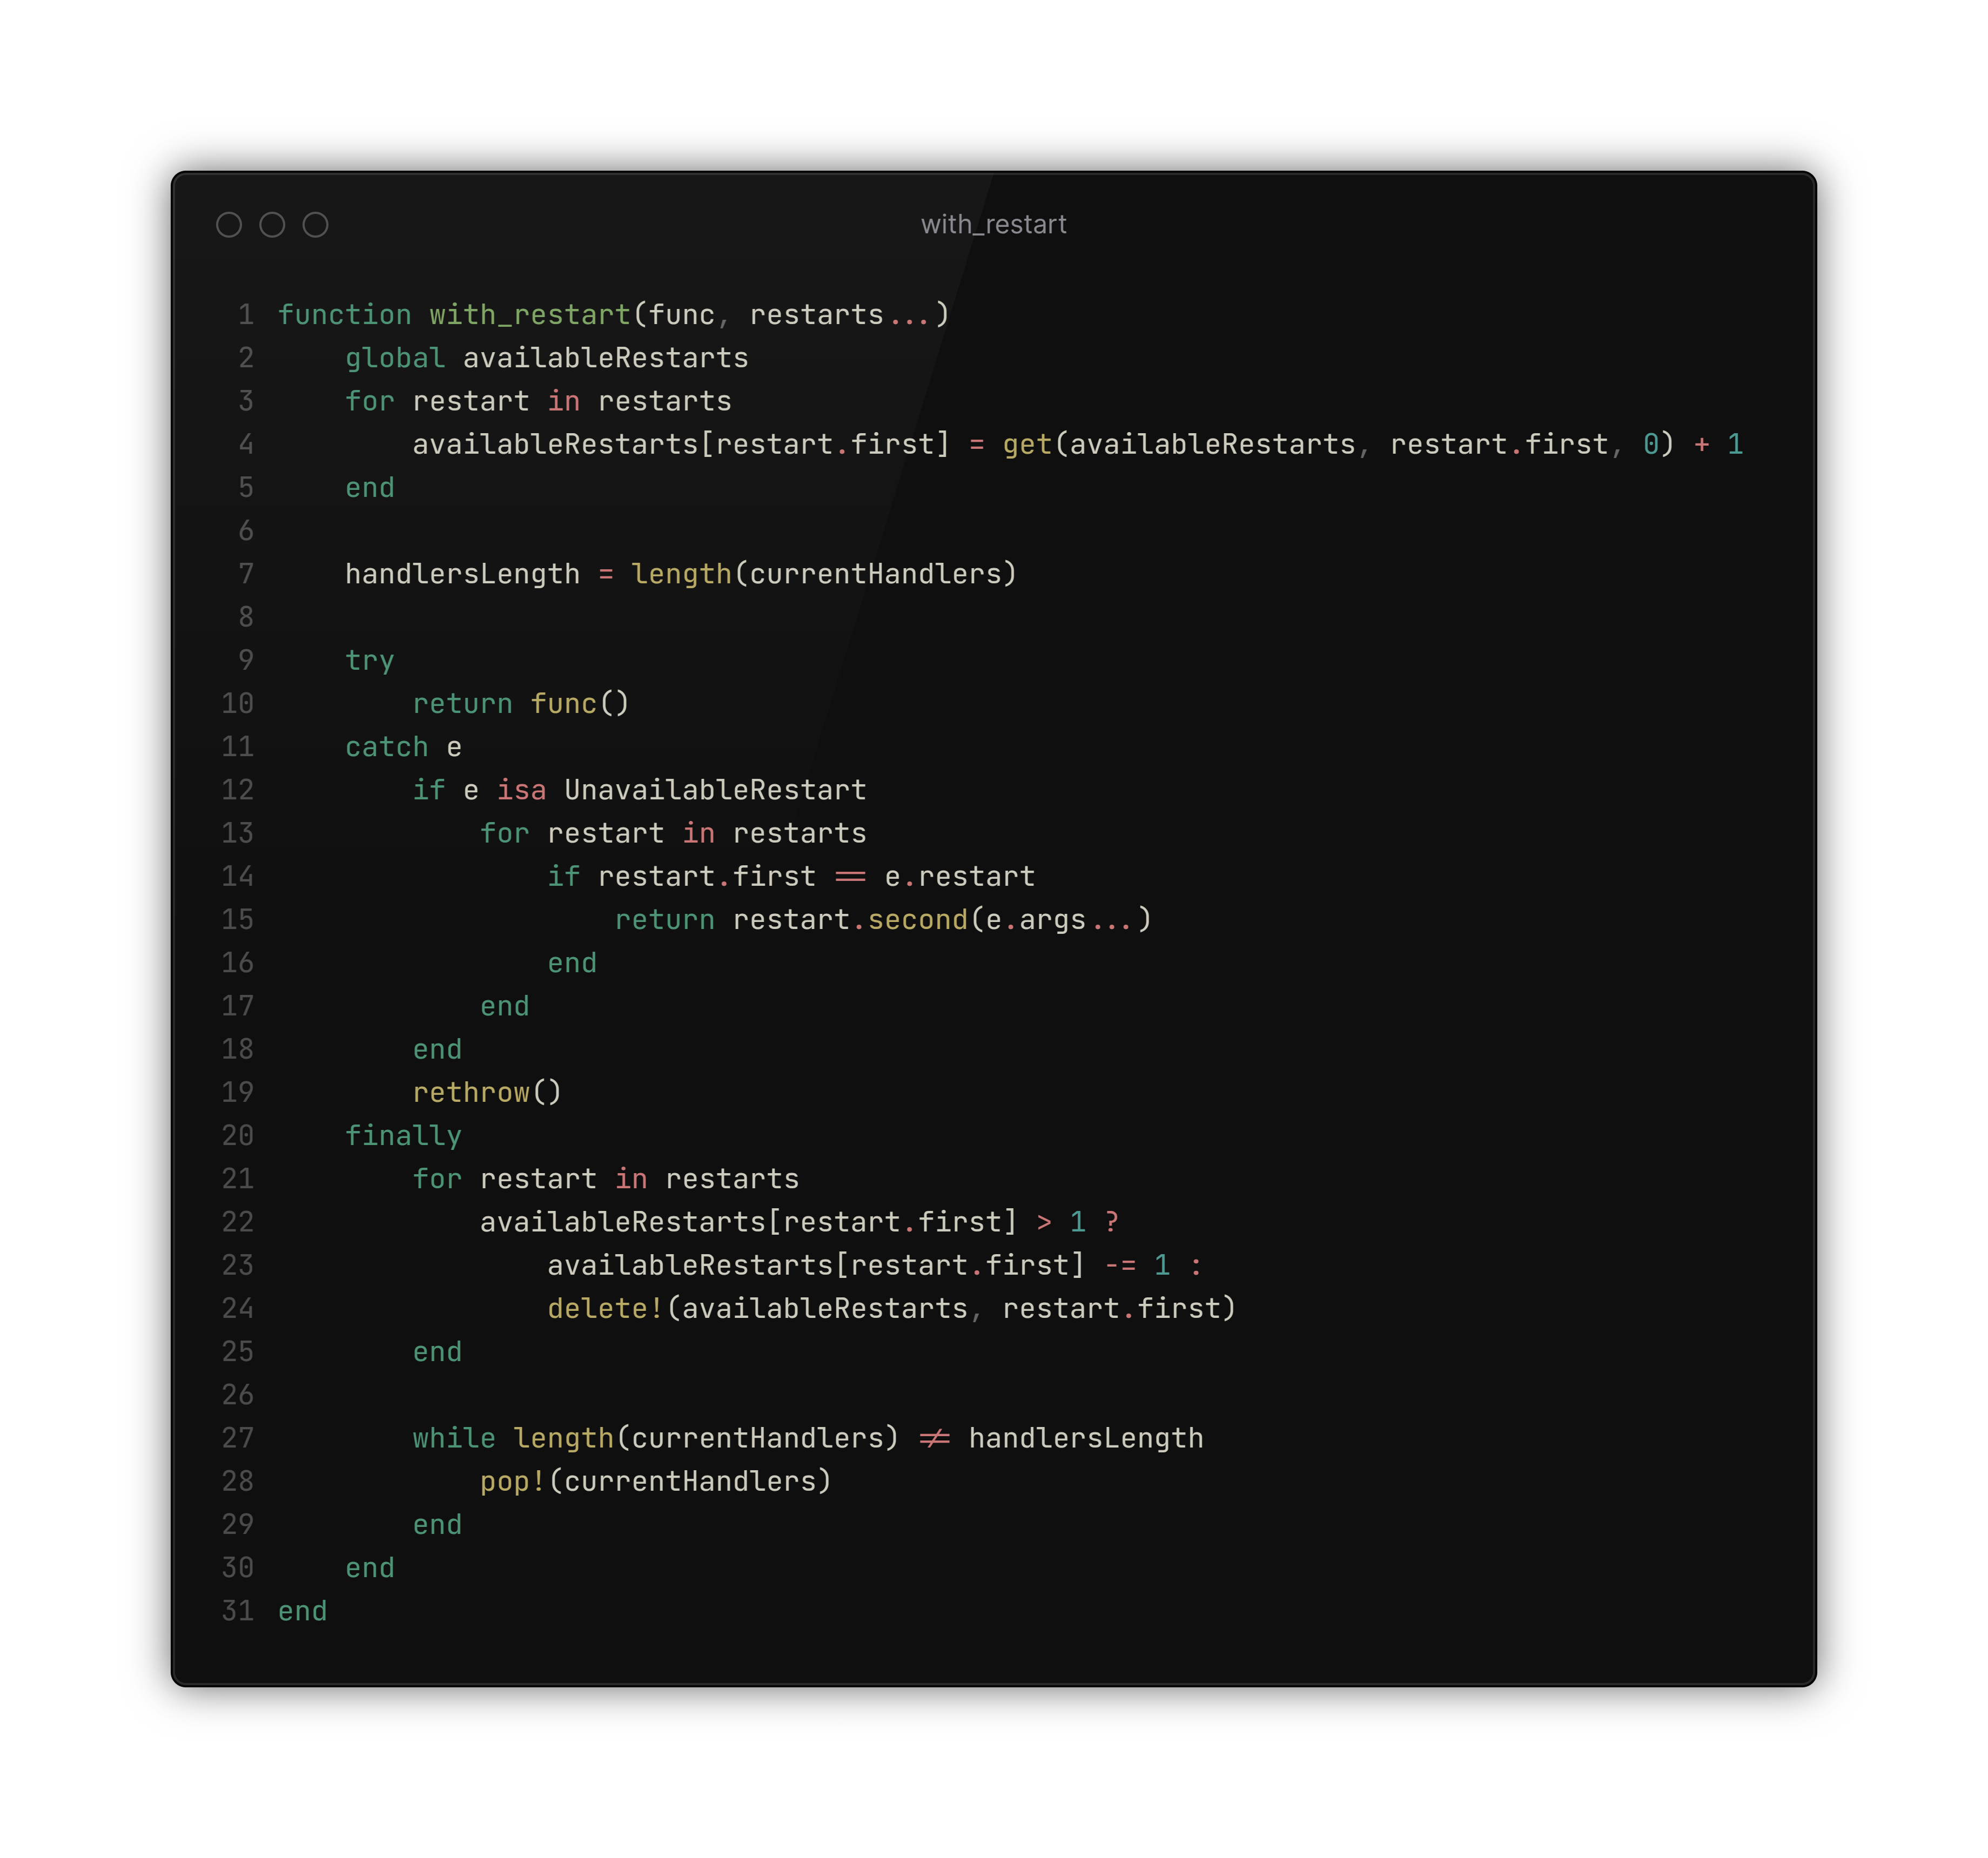 with_restart
1 function with_restart(func, restarts...)
2     global availableRestarts
3     for restart in restarts
4         availableRestarts[restart.first] = get(availableRestarts, restart.first, 0) + 1
5     end
6
7     handlersLength = length(currentHandlers)
8
9     try
10         return func()
11     catch e
12         if e isa UnavailableRestart
13             for restart in restarts
14                 if restart.first == e.restart
15                     return restart.second(e.args...)
16                 end
17             end
18         end
19         rethrow()
20     finally
21         for restart in restarts
22             availableRestarts[restart.first] > 1 ?
23                 availableRestarts[restart.first] -= 1 :
24                 delete!(availableRestarts, restart.first)
25         end
26
27         while length(currentHandlers) != handlersLength
28             pop!(currentHandlers)
29         end
30     end
31 end